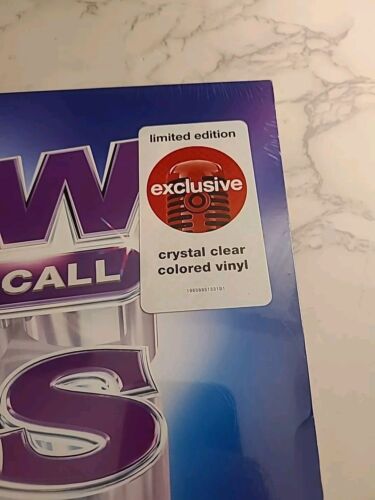 W
CALL
S
limited edition
exclusive
crystal clear
colored vinyl